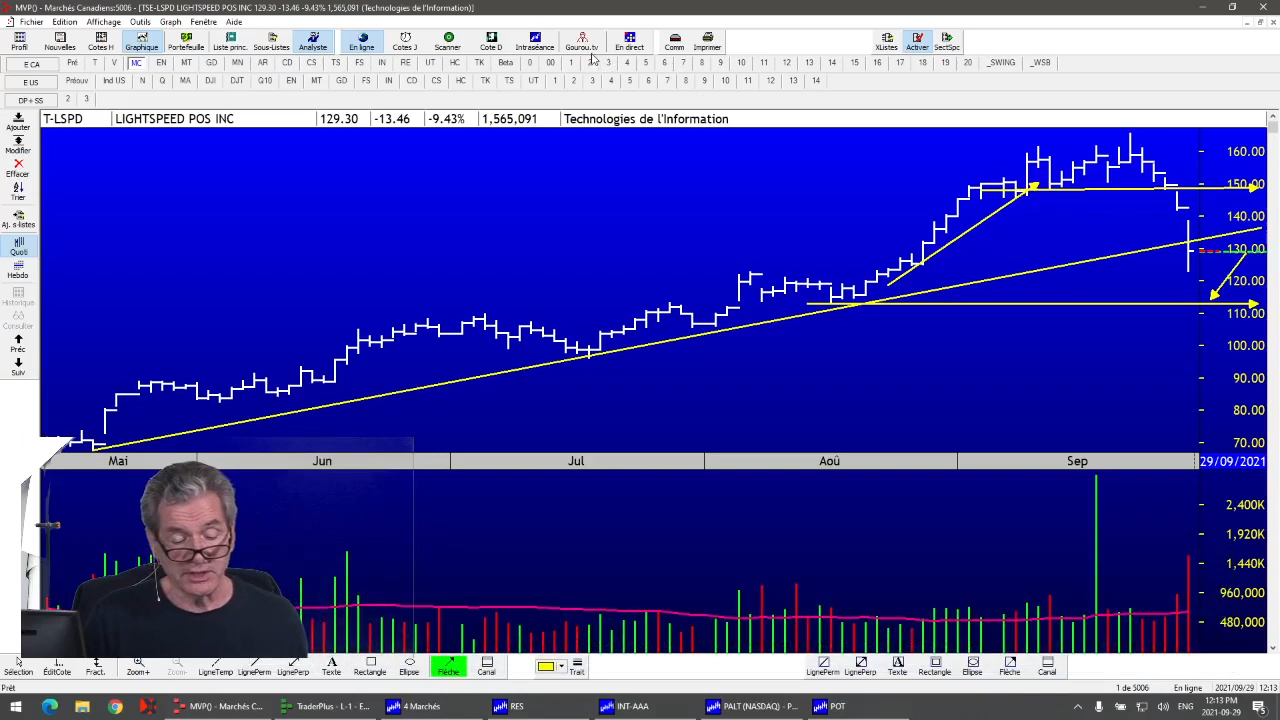 MVP() - Marchés Canadiens:5006 - [TSE-LSPD LIGHTSPEED POS INC 129.30 -13.46 -9.43% 1,565,091 (Technologies de l'Information)]
Fichier Edition Affichage Outils Graph Fenêtre Aide
Profil Nouvelles Cotes H Graphique Portefeuille Liste princ. Sous-Listes Analyste En ligne Cotes J Scanner Cote D Intraséance Gourou.tv En direct Comm Imprimer XListes Activer SectSpc
E CA Pré T V MC EN MT GD MN AR CD CS TS FS IN RE UT HC TK Beta 0 00 1 2 3 4 5 6 7 8 9 10 11 12 13 14 15 16 17 18 19 20 _SWING _WSB
E US Préouv Ind US N Q MA DJI DJT Q10 EN MT GD FS IN CD CS HC TK TS UT 1 2 3 4 5 6 7 8 9 10 11 12 13 14
DP+SS 2 3
T-LSPD LIGHTSPEED POS INC 129.30 -13.46 -9.43% 1,565,091 Technologies de l'Information
Ajouter
Modifier
Effacer
Trier
Aj. s-listes
Quoti
Hebdo
Historique
Consulter
Préc
Suiv
160.00
150.00
140.00
130.00
120.00
110.00
100.00
90.00
80.00
70.00
Mai Jun Jul Aoû Sep 29/09/2021
2,400K
1,920K
1,440K
960,000
480,000
Sélection ÉditCote Fract. Zoom+ Zoom- LigneTemp LignePerm LignePerp Texte Rectangle Ellipse Flèche Canal Trait LignePerm LignePerp Texte Rectangle Ellipse Flèche Canal
Prêt 1 de 5006 En ligne 2021/09/29 12:13
MVP() - Marchés C... TraderPlus - L-1 - E... 4 Marchés RES INT-AAA PALT (NASDAQ) - P... POT ENG 12:13 PM
2021-09-29